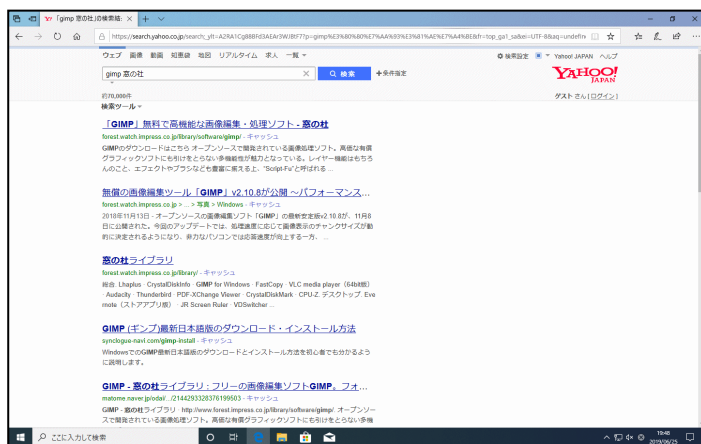 「gimp 窓の社」の検索結
https://search.yahoo.co.jp/search;_ylt=A2RA1Cg88BFd3AEAr3WJBtF7?p=gimp%E3%80%80%E7%AA%93%E3%81%AE%E7%A4%BE&fr=top_ga1_sa&ei=UTF-8&aq=undefine
ウェブ 画像 動画 知恵袋 地図 リアルタイム 求人 一覧
検索設定 Yahoo! JAPAN ヘルプ
gimp 窓の社
検索
+条件指定
YAHOO!
JAPAN
約70,000件
ゲスト さん [ログイン]
検索ツール
「GIMP」無料で高機能な画像編集・処理ソフト - 窓の杜
forest.watch.impress.co.jp/library/software/gimp/ - キャッシュ
GIMPのダウンロードはこちら オープンソースで開発されている画像処理ソフト。高価な有償
グラフィックソフトにも引けをとらない多機能性が魅力となっている。レイヤー機能はもちろ
んのこと、エフェクトやブラシなども豊富に揃える上、"Script-Fu"と呼ばれる ...
無償の画像編集ツール「GIMP」v2.10.8が公開 ～パフォーマンス...
forest.watch.impress.co.jp > ... > 写真 > Windows - キャッシュ
2018年11月13日 - オープンソースの画像編集ソフト「GIMP」の最新安定版v2.10.8が、11月8
日に公開された。今回のアップデートでは、処理速度に応じて画像表示のチャンクサイズが動
的に決定されるようになり、非力なパソコンでは応答速度が向上する一方、 ...
窓の杜ライブラリ
forest.watch.impress.co.jp/library/ - キャッシュ
総合. Lhaplus · CrystalDiskInfo · GIMP for Windows · FastCopy · VLC media player（64bit版）
· Audacity · Thunderbird · PDF-XChange Viewer · CrystalDiskMark · CPU-Z. デスクトップ. Eve
rnote（ストアアプリ版） · JR Screen Ruler · VDSwitcher ...
GIMP (ギンプ)最新日本語版のダウンロード・インストール方法
synclogue-navi.com/gimp-install - キャッシュ
WindowsでのGIMP最新日本語版のダウンロードとインストール方法を初心者でも分かるよう
に説明します。
GIMP - 窓の杜ライブラリ : フリーの画像編集ソフトGIMP。フォ...
matome.naver.jp/odai/.../2144293328376199503 - キャッシュ
GIMP - 窓の杜ライブラリ · http://www.forest.impress.co.jp/library/software/gimp/. オープンソー
スで開発されている画像処理ソフト。高価な有償グラフィックソフトにも引けをとらない多機
ここに入力して検索
19:48
2019/06/25